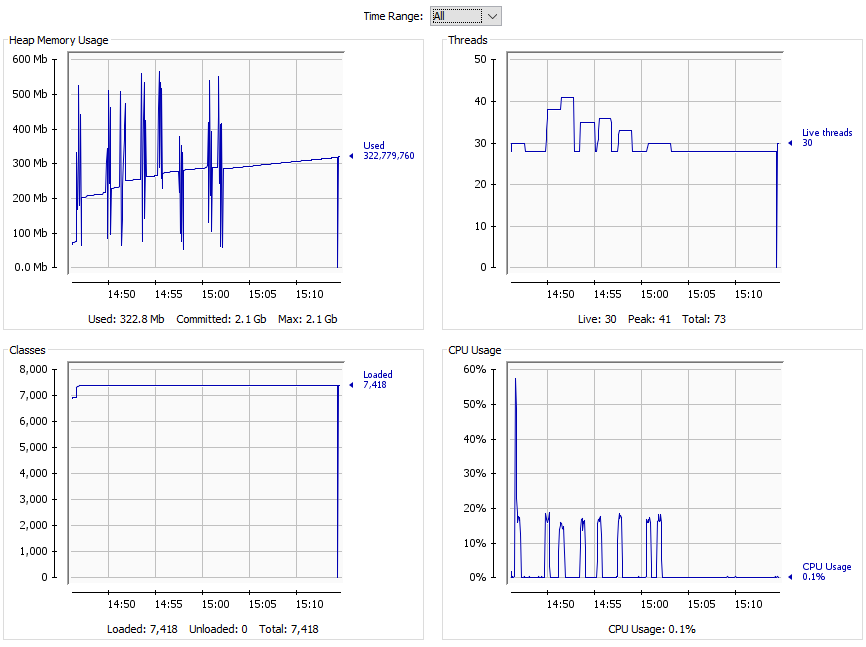 Time Range: All
Heap Memory Usage
600 Mb
500 Mb
400 Mb
300 Mb
200 Mb
100 Mb
0.0 Mb
Used
322,779,760
14:50 14:55 15:00 15:05 15:10
Used: 322.8 Mb Committed: 2.1 Gb Max: 2.1 Gb
Threads
50
40
30
20
10
0
Live threads
30
14:50 14:55 15:00 15:05 15:10
Live: 30 Peak: 41 Total: 73
Classes
8,000
7,000
6,000
5,000
4,000
3,000
2,000
1,000
0
Loaded
7,418
14:50 14:55 15:00 15:05 15:10
Loaded: 7,418 Unloaded: 0 Total: 7,418
CPU Usage
60%
50%
40%
30%
20%
10%
0%
CPU Usage
0.1%
14:50 14:55 15:00 15:05 15:10
CPU Usage: 0.1%